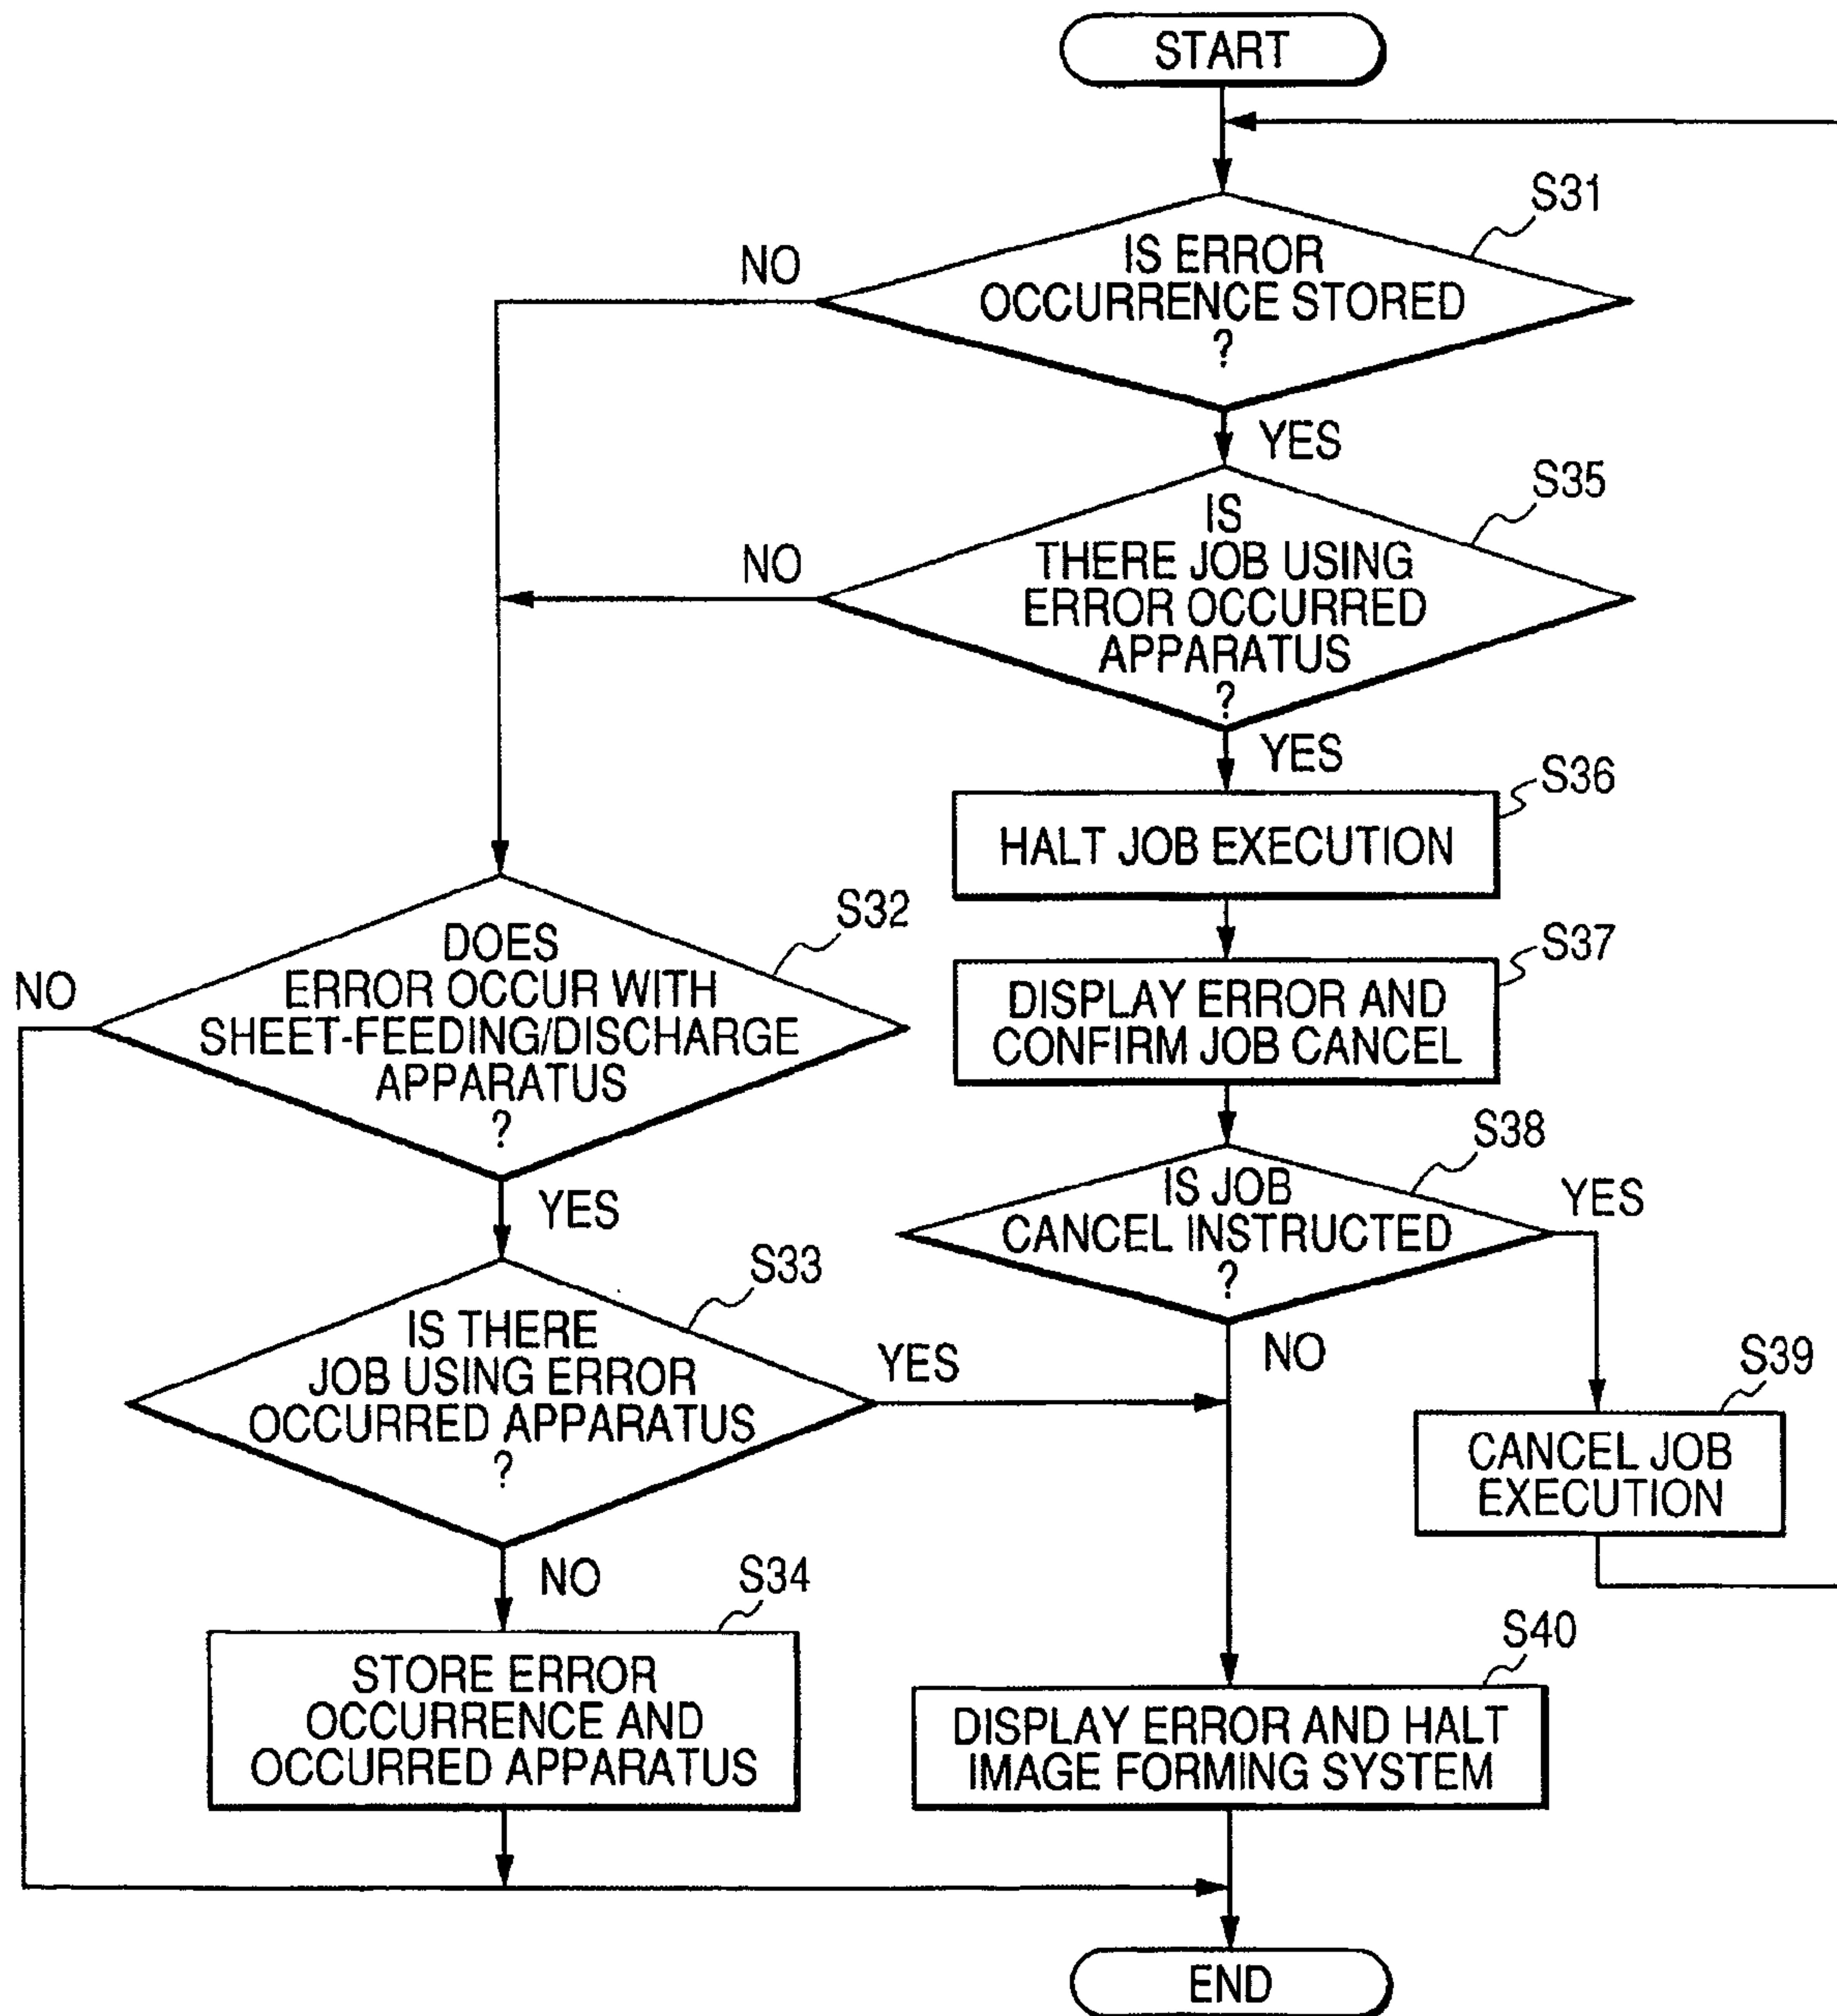 START
S31
IS ERROR
OCCURRENCE STORED
?
NO
YES
S35
IS
THERE JOB USING
ERROR OCCURRED
APPARATUS
?
NO
YES
S36
HALT JOB EXECUTION
S32
DOES
ERROR OCCUR WITH
SHEET-FEEDING/DISCHARGE
APPARATUS
?
NO
YES
S37
DISPLAY ERROR AND
CONFIRM JOB CANCEL
S38
IS JOB
CANCEL INSTRUCTED
?
YES
NO
S33
IS THERE
JOB USING ERROR
OCCURRED APPARATUS
?
YES
NO
S39
CANCEL JOB
EXECUTION
S34
STORE ERROR
OCCURRENCE AND
OCCURRED APPARATUS
S40
DISPLAY ERROR AND HALT
IMAGE FORMING SYSTEM
END